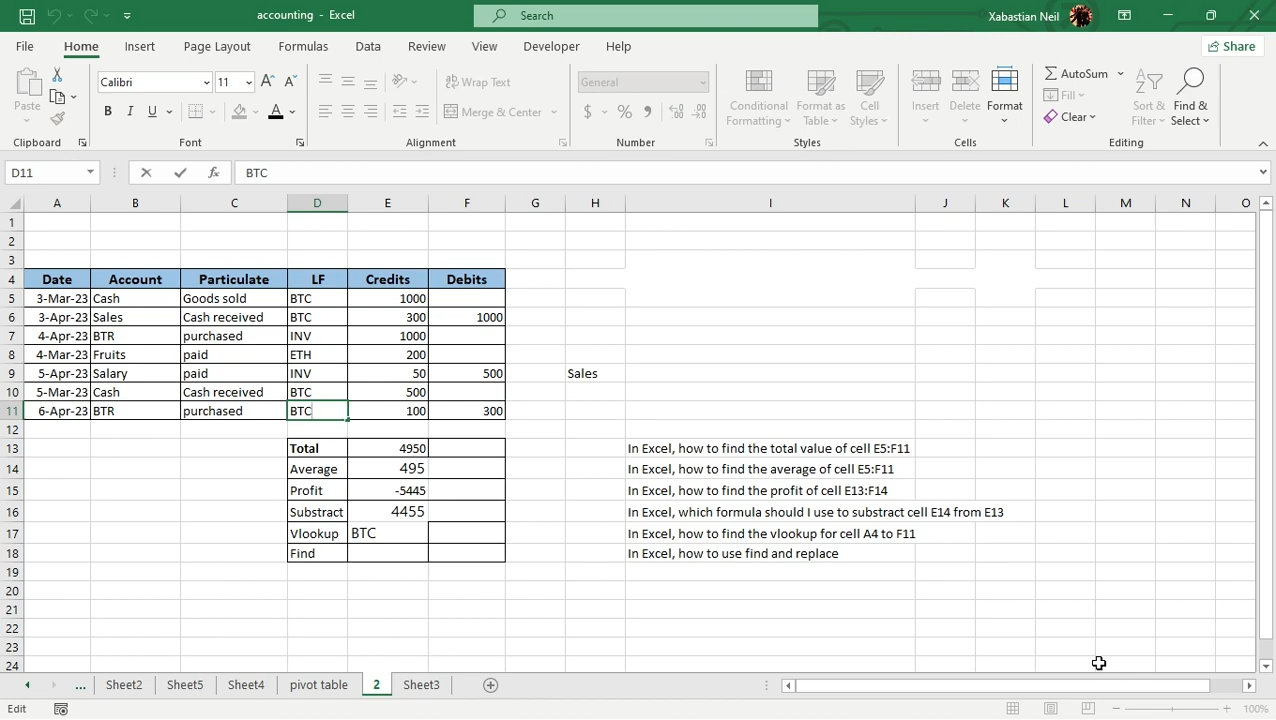 accounting - Excel
Search
Xabastian Neil
File Home Insert Page Layout Formulas Data Review View Developer Help
Share
Paste
Calibri 11
B I U
Wrap Text
Merge & Center
General
Conditional Formatting
Format as Table
Cell Styles
Insert
Delete
Format
AutoSum
Fill
Clear
Sort & Filter
Find & Select
Clipboard Font Alignment Number Styles Cells Editing
D11 fx BTC
A B C D E F G H I J K L M N O
1
2
3
4 Date Account Particulate LF Credits Debits
5 3-Mar-23 Cash Goods sold BTC 1000
6 3-Apr-23 Sales Cash received BTC 300 1000
7 4-Apr-23 BTR purchased INV 1000
8 4-Mar-23 Fruits paid ETH 200
9 5-Apr-23 Salary paid INV 50 500 Sales
10 5-Mar-23 Cash Cash received BTC 500
11 6-Apr-23 BTR purchased BTC 100 300
12
13 Total 4950 In Excel, how to find the total value of cell E5:F11
14 Average 495 In Excel, how to find the average of cell E5:F11
15 Profit -5445 In Excel, how to find the profit of cell E13:F14
16 Substract 4455 In Excel, which formula should I use to substract cell E14 from E13
17 Vlookup BTC In Excel, how to find the vlookup for cell A4 to F11
18 Find In Excel, how to use find and replace
19
20
21
22
23
24
... Sheet2 Sheet5 Sheet4 pivot table 2 Sheet3
Edit 100%